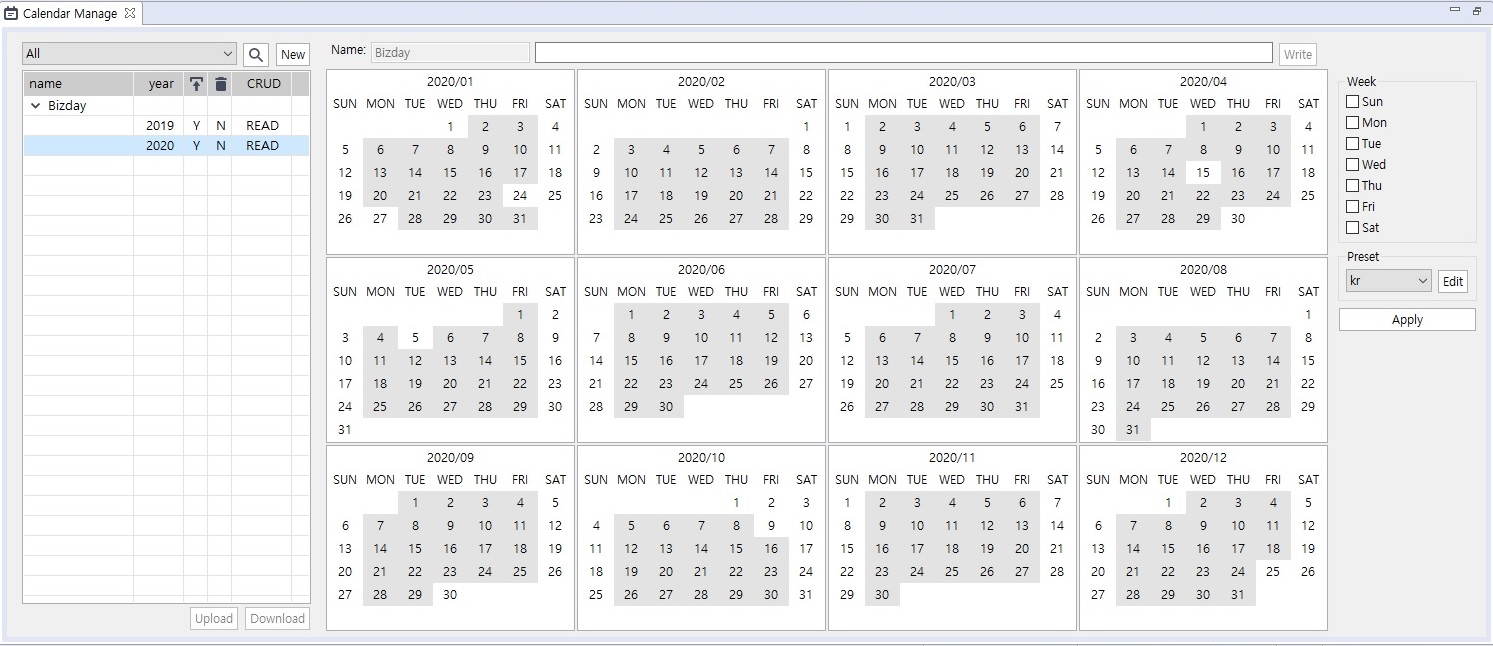 Calendar Manage
All New Name: Bizday Write
name year CRUD
Bizday
2019 Y N READ
2020 Y N READ
Upload Download
2020/01
SUN MON TUE WED THU FRI SAT
1 2 3 4
5 6 7 8 9 10 11
12 13 14 15 16 17 18
19 20 21 22 23 24 25
26 27 28 29 30 31
2020/02
SUN MON TUE WED THU FRI SAT
1
2 3 4 5 6 7 8
9 10 11 12 13 14 15
16 17 18 19 20 21 22
23 24 25 26 27 28 29
2020/03
SUN MON TUE WED THU FRI SAT
1 2 3 4 5 6 7
8 9 10 11 12 13 14
15 16 17 18 19 20 21
22 23 24 25 26 27 28
29 30 31
2020/04
SUN MON TUE WED THU FRI SAT
1 2 3 4
5 6 7 8 9 10 11
12 13 14 15 16 17 18
19 20 21 22 23 24 25
26 27 28 29 30
2020/05
SUN MON TUE WED THU FRI SAT
1 2
3 4 5 6 7 8 9
10 11 12 13 14 15 16
17 18 19 20 21 22 23
24 25 26 27 28 29 30
31
2020/06
SUN MON TUE WED THU FRI SAT
1 2 3 4 5 6
7 8 9 10 11 12 13
14 15 16 17 18 19 20
21 22 23 24 25 26 27
28 29 30
2020/07
SUN MON TUE WED THU FRI SAT
1 2 3 4
5 6 7 8 9 10 11
12 13 14 15 16 17 18
19 20 21 22 23 24 25
26 27 28 29 30 31
2020/08
SUN MON TUE WED THU FRI SAT
1
2 3 4 5 6 7 8
9 10 11 12 13 14 15
16 17 18 19 20 21 22
23 24 25 26 27 28 29
30 31
2020/09
SUN MON TUE WED THU FRI SAT
1 2 3 4 5
6 7 8 9 10 11 12
13 14 15 16 17 18 19
20 21 22 23 24 25 26
27 28 29 30
2020/10
SUN MON TUE WED THU FRI SAT
1 2 3
4 5 6 7 8 9 10
11 12 13 14 15 16 17
18 19 20 21 22 23 24
25 26 27 28 29 30 31
2020/11
SUN MON TUE WED THU FRI SAT
1 2 3 4 5 6 7
8 9 10 11 12 13 14
15 16 17 18 19 20 21
22 23 24 25 26 27 28
29 30
2020/12
SUN MON TUE WED THU FRI SAT
1 2 3 4 5
6 7 8 9 10 11 12
13 14 15 16 17 18 19
20 21 22 23 24 25 26
27 28 29 30 31
Week
Sun
Mon
Tue
Wed
Thu
Fri
Sat
Preset
kr Edit
Apply